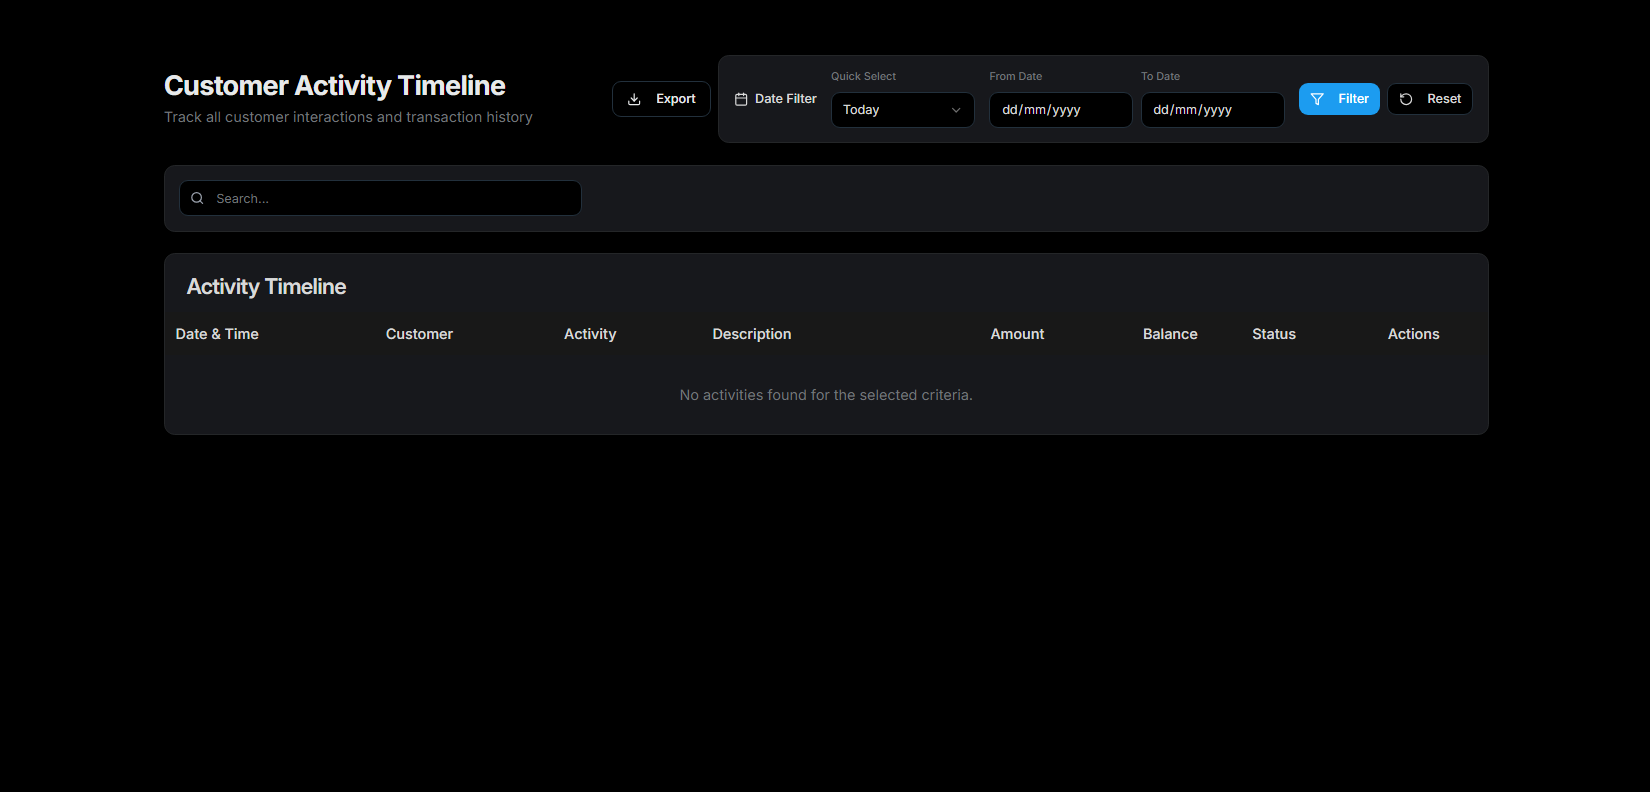 Customer Activity Timeline
Track all customer interactions and transaction history
Export
Date Filter
Quick Select
Today
From Date
dd/mm/yyyy
To Date
dd/mm/yyyy
Filter
Reset
Search...
Activity Timeline
Date & Time Customer Activity Description Amount Balance Status Actions
No activities found for the selected criteria.